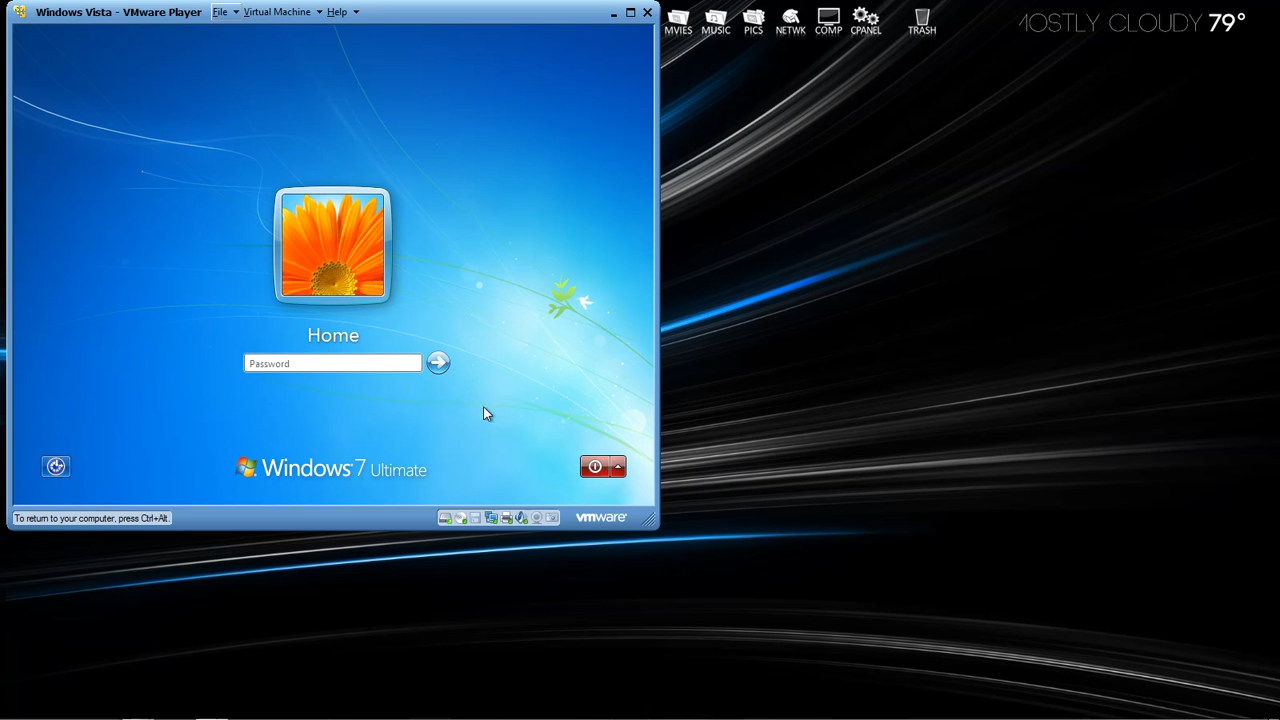 Windows Vista - VMware Player File Virtual Machine Help
MVIES MUSIC PICS NETWK COMP CPANEL TRASH
MOSTLY CLOUDY 79°
Home
Password
Windows 7 Ultimate
To return to your computer, press Ctrl+Alt.
vmware